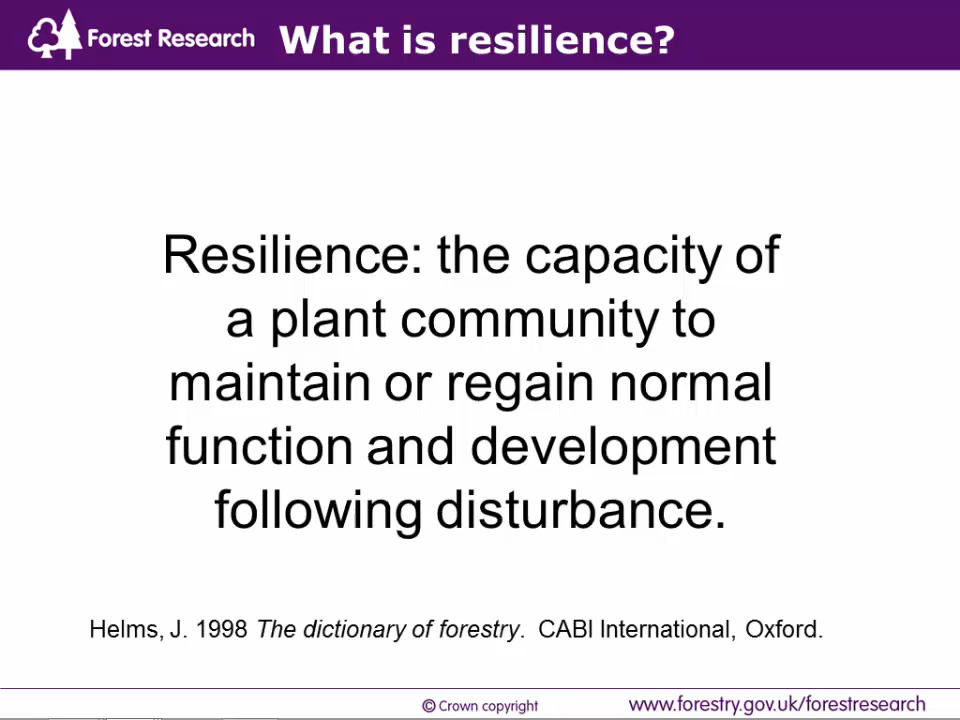 Forest Research What is resilience?
Resilience: the capacity of
a plant community to
maintain or regain normal
function and development
following disturbance.
Helms, J. 1998 The dictionary of forestry. CABI International, Oxford.
© Crown copyright www.forestry.gov.uk/forestresearch